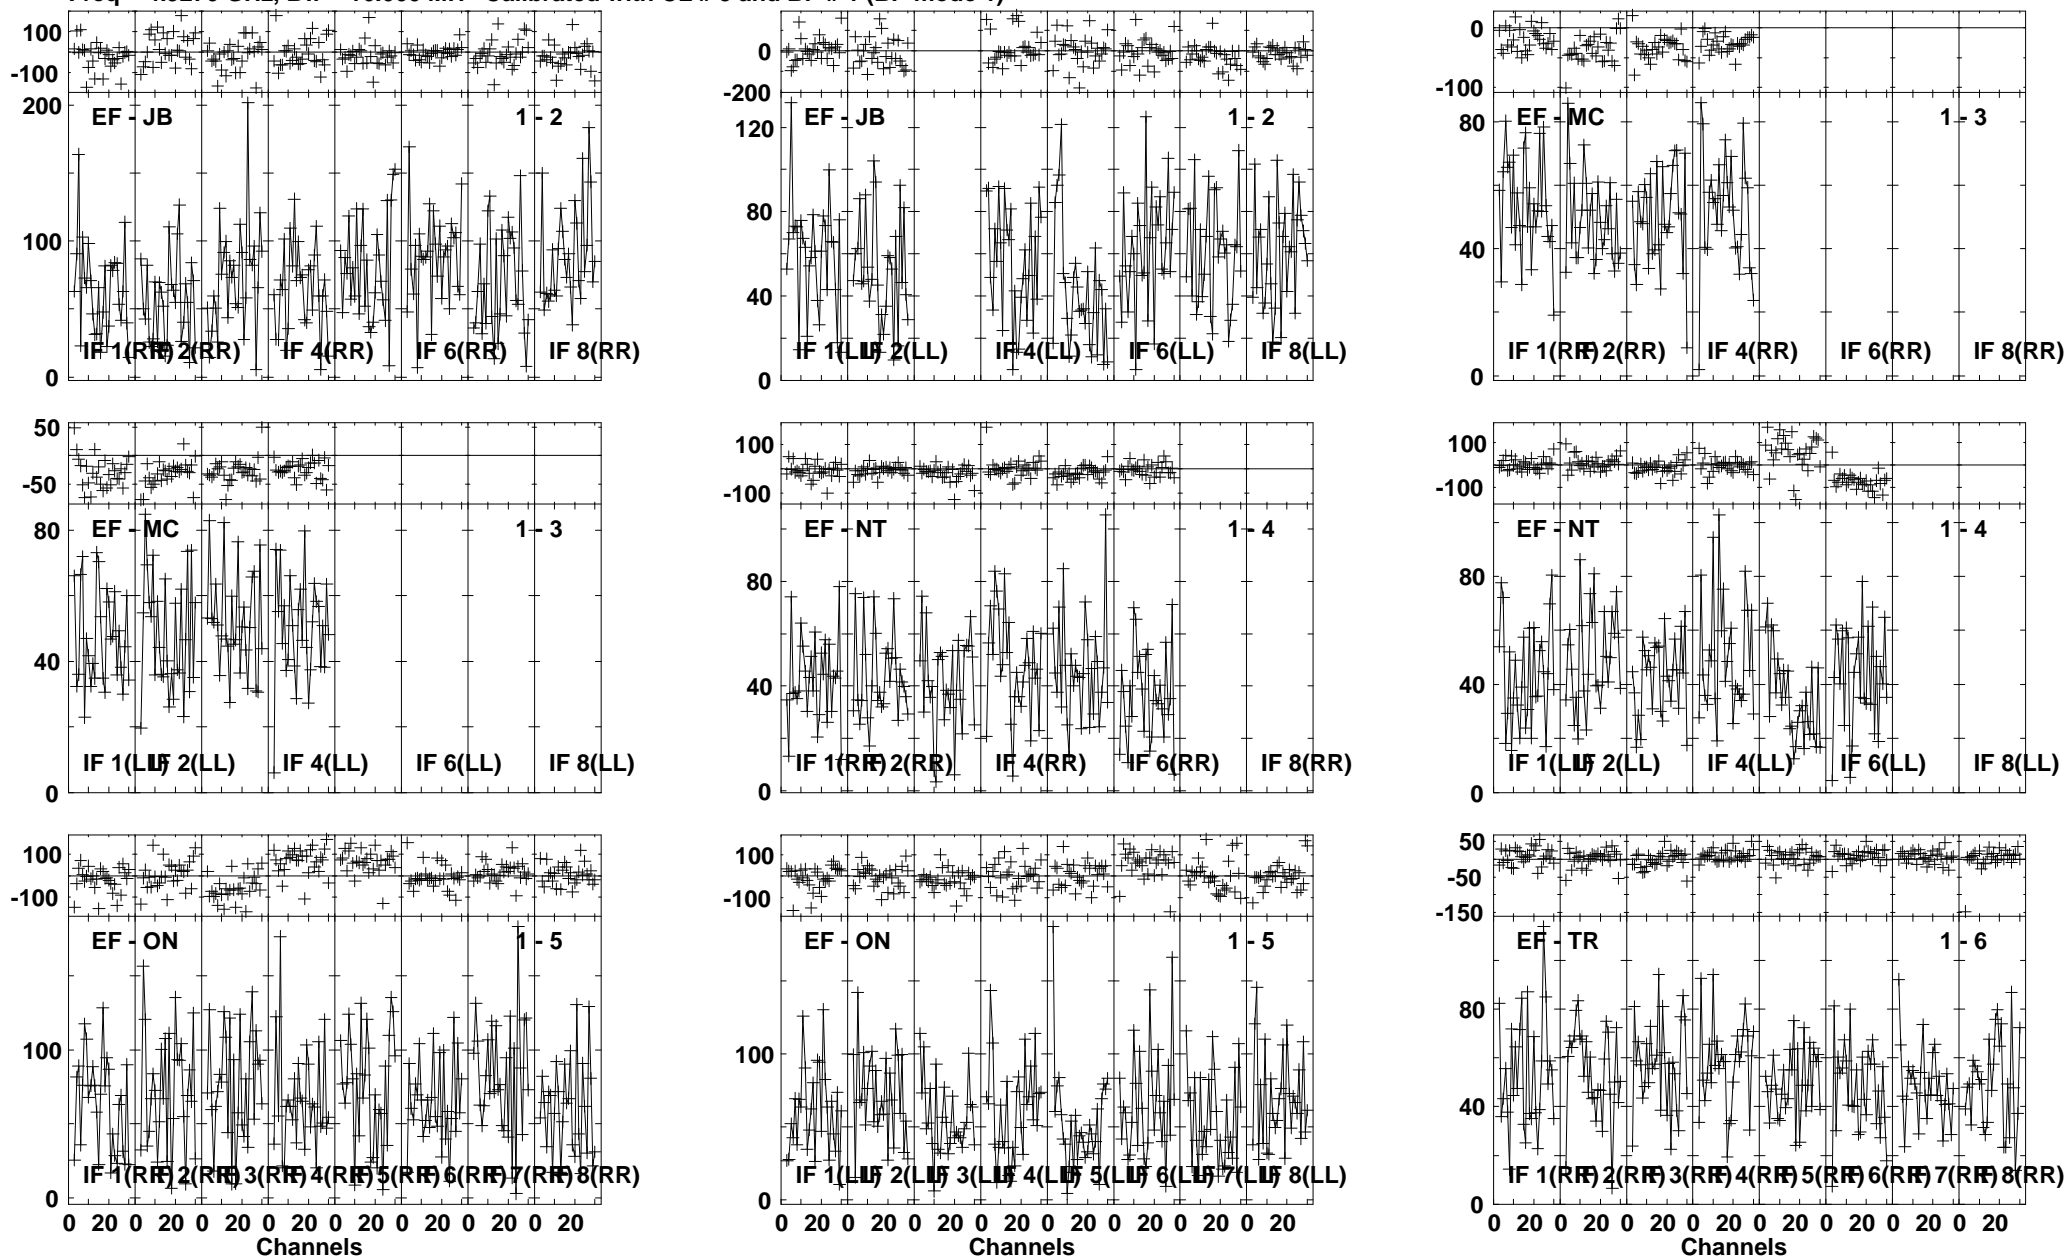 100
-100
200
100
0
EF - JB 1 - 2
IF 1(RR) IF 2(RR) IF 4(RR) IF 6(RR) IF 8(RR)
0
-200
120
80
40
0
EF - JB 1 - 2
IF 1(LL) IF 2(LL) IF 4(LL) IF 6(LL) IF 8(LL)
0
-100
80
40
0
EF - MC 1 - 3
IF 1(RR) IF 2(RR) IF 4(RR) IF 6(RR) IF 8(RR)
50
-50
80
40
0
EF - MC 1 - 3
IF 1(LL) IF 2(LL) IF 4(LL) IF 6(LL) IF 8(LL)
100
-100
80
40
0
EF - NT 1 - 4
IF 1(RR) IF 2(RR) IF 4(RR) IF 6(RR) IF 8(RR)
100
-100
80
40
0
EF - NT 1 - 4
IF 1(LL) IF 2(LL) IF 4(LL) IF 6(LL) IF 8(LL)
100
-100
100
0
EF - ON 1 - 5
IF 1(RR) IF 2(RR) IF 3(RR) IF 4(RR) IF 5(RR) IF 6(RR) IF 7(RR) IF 8(RR)
0 20 0 20 0 20 0 20 0 20 0 20 0 20 0 20
Channels
100
-100
100
0
EF - ON 1 - 5
IF 1(LL) IF 2(LL) IF 3(LL) IF 4(LL) IF 5(LL) IF 6(LL) IF 7(LL) IF 8(LL)
0 20 0 20 0 20 0 20 0 20 0 20 0 20 0 20
Channels
50
-50
-150
80
40
0
EF - TR 1 - 6
IF 1(RR) IF 2(RR) IF 3(RR) IF 4(RR) IF 5(RR) IF 6(RR) IF 7(RR) IF 8(RR)
0 20 0 20 0 20 0 20 0 20 0 20 0 20 0 20
Channels